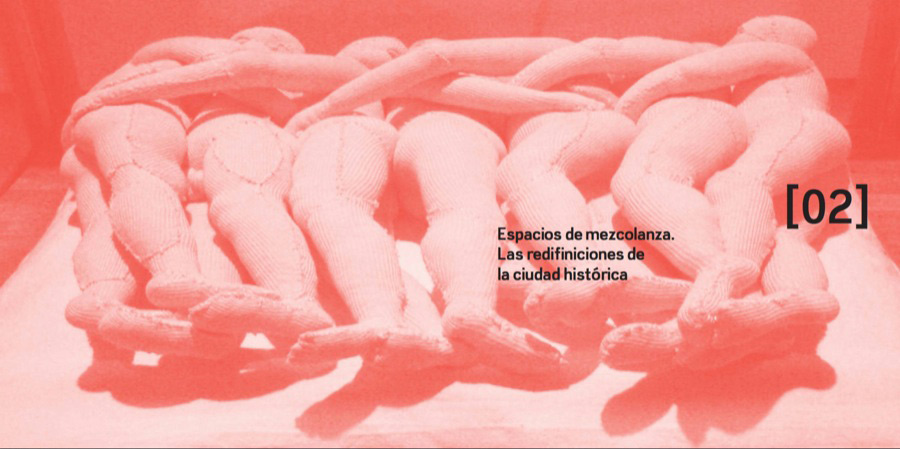 [02]
Espacios de mezcolanza.
Las redifiniciones de
la ciudad histórica